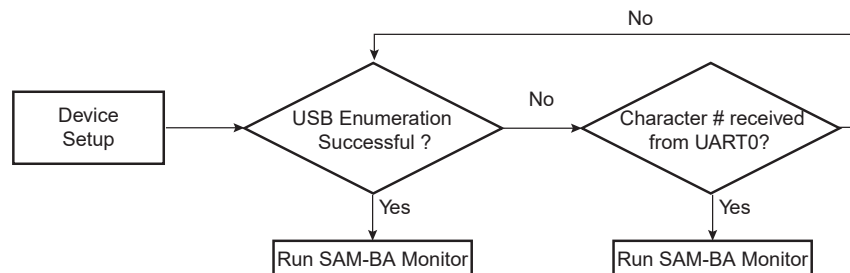 No
Device
Setup
USB Enumeration
Successful ?
No
Character # received
from UART0?
Yes
Yes
Run SAM-BA Monitor
Run SAM-BA Monitor